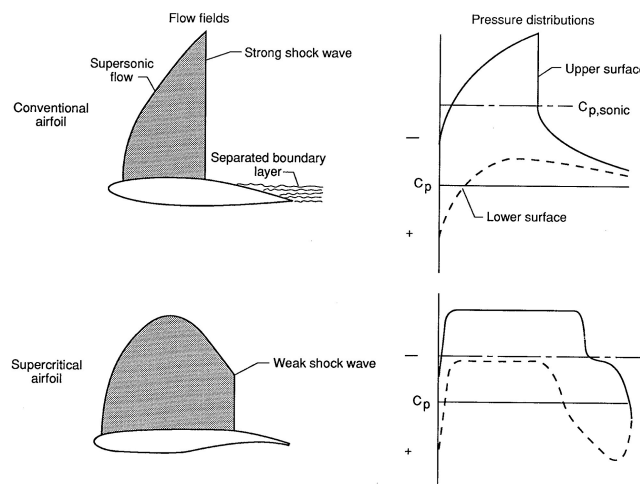 Flow fields
Pressure distributions
Strong shock wave
Supersonic
flow
Upper surface
Conventional
airfoil
Cp,sonic
–
Separated boundary
layer
Cp
Lower surface
+
Supercritical
airfoil
Weak shock wave
–
Cp
+